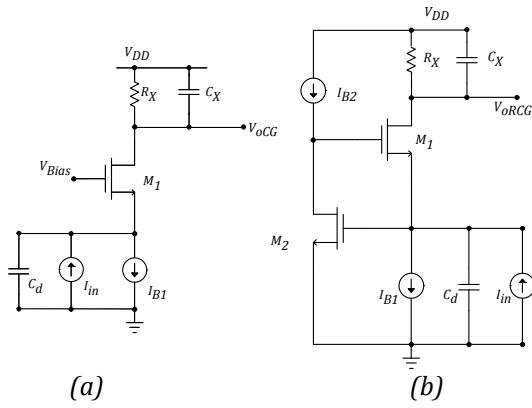 V_DD
R_X
C_X
V_oCG
V_Bias
M_1
C_d
I_in
I_B1
(a)
V_DD
R_X
C_X
I_B2
V_oRCG
M_1
M_2
I_B1
C_d
I_in
(b)